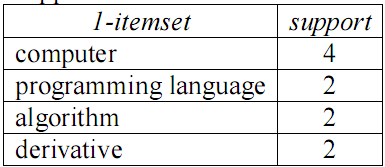 1-itemset support
computer 4
programming language 2
algorithm 2
derivative 2